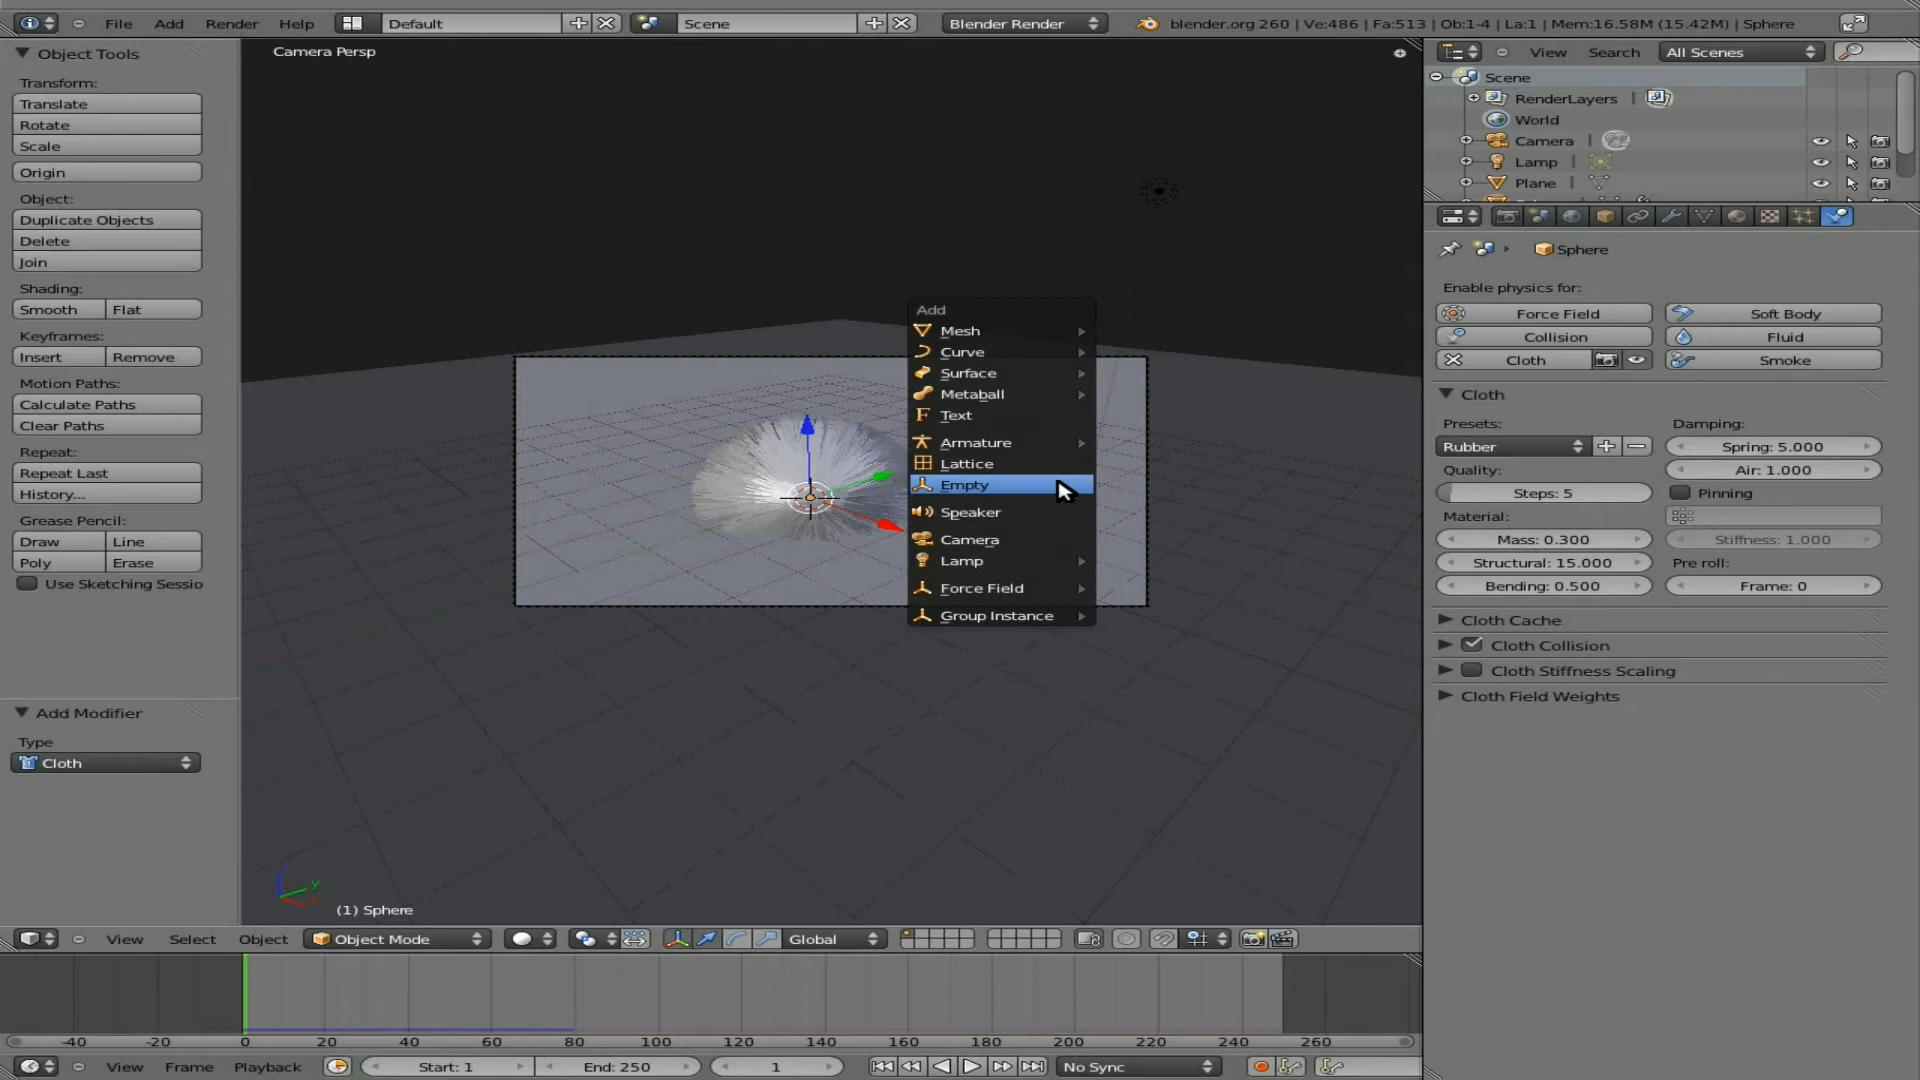 File Add Render Help Default Scene Blender Render blender.org 260 | Ve:486 | Fa:513 | Ob:1-4 | La:1 | Mem:16.58M (15.42M) | Sphere
Object Tools
Transform:
Translate
Rotate
Scale
Origin
Object:
Duplicate Objects
Delete
Join
Shading:
Smooth Flat
Keyframes:
Insert Remove
Motion Paths:
Calculate Paths
Clear Paths
Repeat:
Repeat Last
History...
Grease Pencil:
Draw Line
Poly Erase
Use Sketching Sessio
Add Modifier
Type
Cloth
Camera Persp
Add
Mesh
Curve
Surface
Metaball
Text
Armature
Lattice
Empty
Speaker
Camera
Lamp
Force Field
Group Instance
(1) Sphere
View Search All Scenes
Scene
RenderLayers
World
Camera
Lamp
Plane
Sphere
Enable physics for:
Force Field Soft Body
Collision Fluid
Cloth Smoke
Cloth
Presets: Damping:
Rubber Spring: 5.000
Quality: Air: 1.000
Steps: 5 Pinning
Material:
Mass: 0.300 Stiffness: 1.000
Structural: 15.000 Pre roll:
Bending: 0.500 Frame: 0
Cloth Cache
Cloth Collision
Cloth Stiffness Scaling
Cloth Field Weights
View Select Object Object Mode Global
-40 -20 0 20 40 60 80 100 120 140 160 180 200 220 240 260
View Frame Playback Start: 1 End: 250 1 No Sync